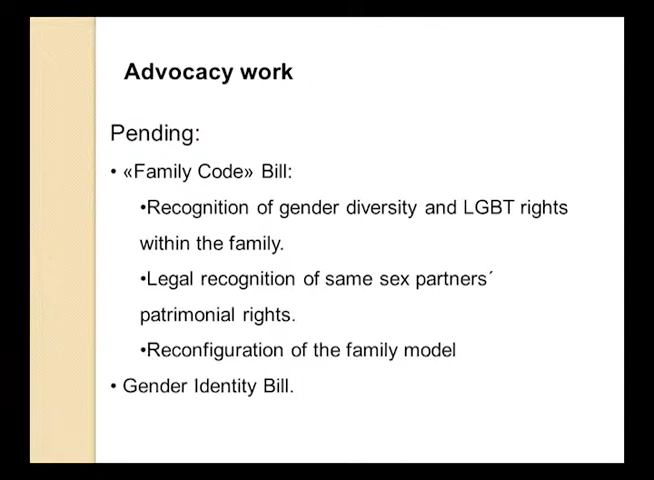 Advocacy work
Pending:
• «Family Code» Bill:
•Recognition of gender diversity and LGBT rights
within the family.
•Legal recognition of same sex partners´
patrimonial rights.
•Reconfiguration of the family model
• Gender Identity Bill.